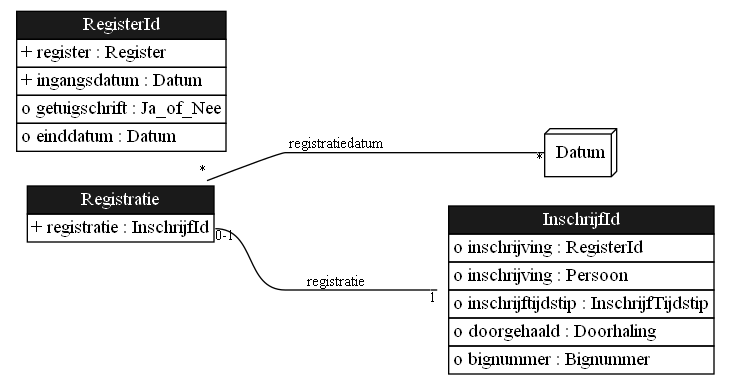 RegisterId
+ register : Register
+ ingangsdatum : Datum
o getuigschrift : Ja_of_Nee
o einddatum : Datum
registratiedatum
*
*
Datum
Registratie
+ registratie : InschrijfId
0-1
registratie
1
InschrijfId
o inschrijving : RegisterId
o inschrijving : Persoon
o inschrijftijdstip : InschrijfTijdstip
o doorgehaald : Doorhaling
o bignummer : Bignummer